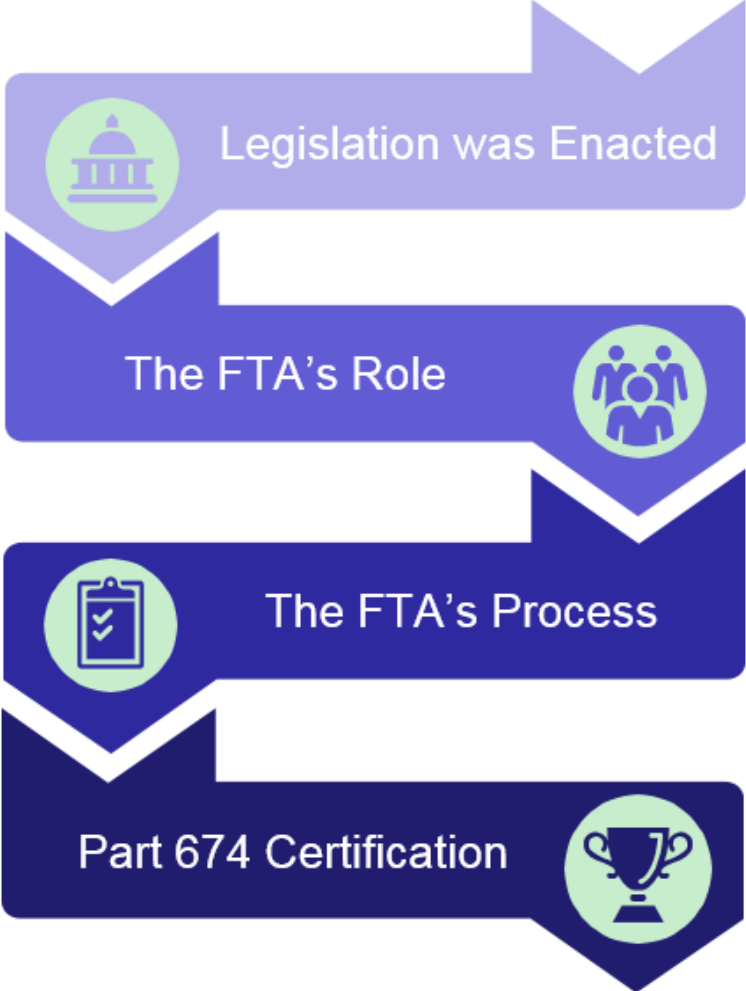 Legislation was Enacted
The FTA’s Role
The FTA’s Process
Part 674 Certification